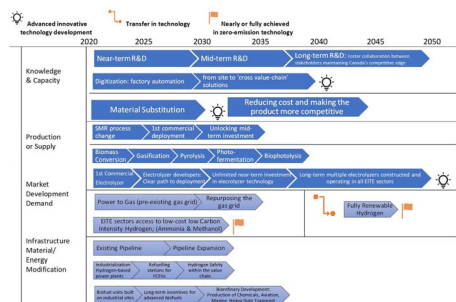 Advanced innovative
technology development
Transfer in technology
Nearly or fully achieved
in zero-emission technology
2020 2025 2030 2035 2040 2045 2050
Knowledge
& Capacity
Near-term R&D
Mid-term R&D
Long-term R&D: Foster collaboration between
stakeholders maintaining Canada's competitive edge
Digitization: factory automation
from site to 'cross value-chain'
solutions
Material Substitution
Reducing cost and making the
product more competitive
Production
or Supply
SMR process
change
1st commercial
deployment
Unlocking mid-
term investment
Biomass
Conversion
Gasification
Pyrolysis
Photo-
fermentation
Biophotolysis
1st Commercial
Electrolyzer
Electrolyzer developers:
Clear path to deployment
Unlimited near-term investment
in elecrolyzer technology
Long-term multiple electrolyzers constructed and
operating in all EITE sectors
Market
Development
Demand
Power to Gas (pre-existing gas grid)
Repurposing the
gas grid
Fully Renewable
Hydrogen
EITE sectors access to low-cost low Carbon
Intensity Hydrogen, (Ammonia & Methanol)
Infrastructure
Material/
Energy
Modification
Existing Pipeline
Pipeline Expansion
Industrialization
Hydrogen-based
power plants
Refuelling
stations for
FCEVs
Hydrogen Safety
within the value
chain
Biofuel units built
on industrial sites
Long-term incentives for
advanced biofuels
Biorefinery Development:
Production of Chemicals, Aviation,